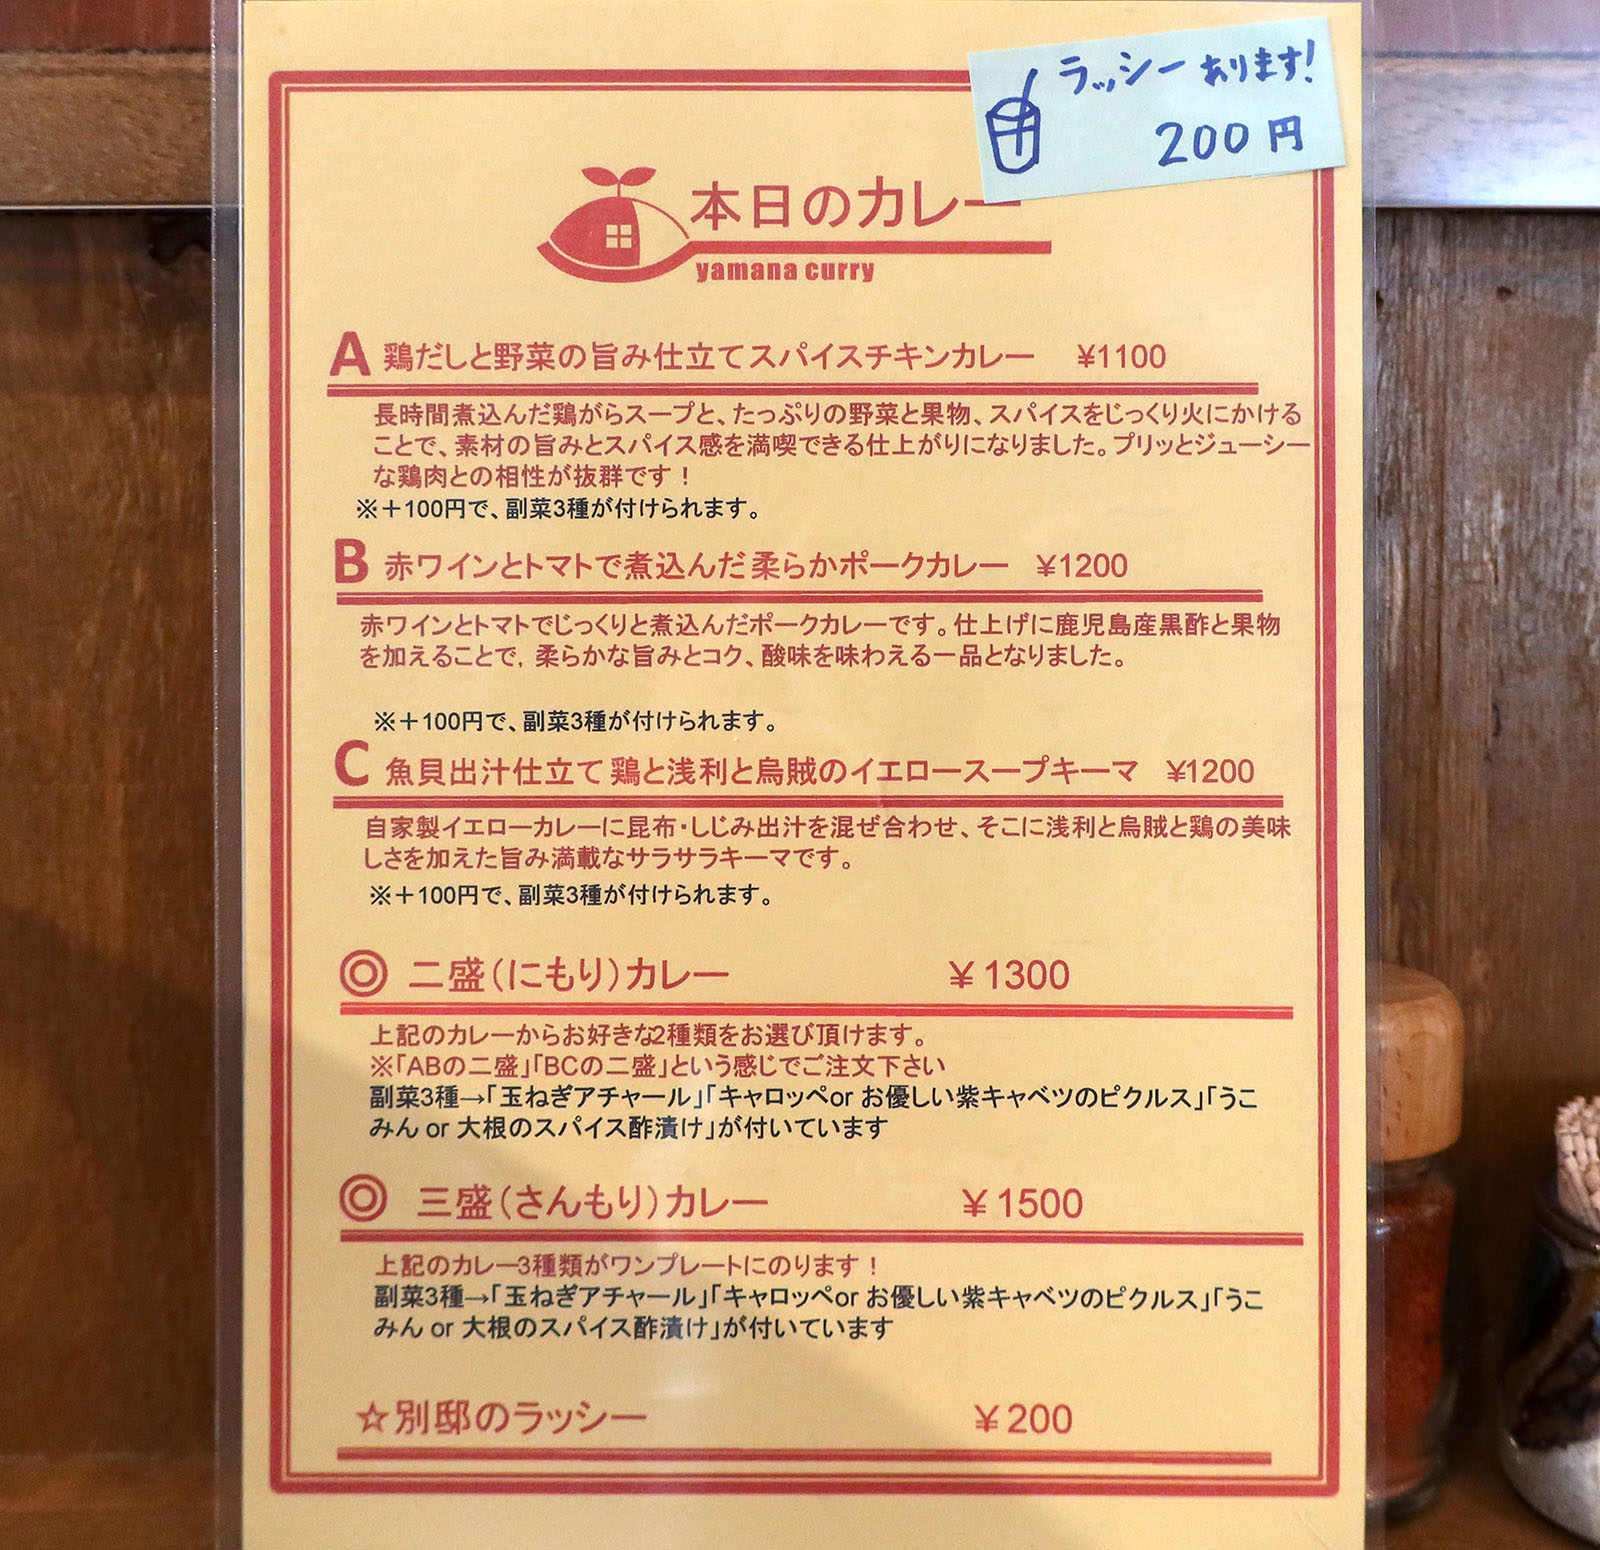 ラッシーあります!
200円
本日のカレー
yamana curry
A 鶏だしと野菜の旨み仕立てスパイスチキンカレー ¥1100
長時間煮込んだ鶏がらスープと、たっぷりの野菜と果物、スパイスをじっくり火にかける
ことで、素材の旨みとスパイス感を満喫できる仕上がりになりました。プリッとジューシー
な鶏肉との相性が抜群です！
※＋100円で、副菜3種が付けられます。
B 赤ワインとトマトで煮込んだ柔らかポークカレー ¥1200
赤ワインとトマトでじっくりと煮込んだポークカレーです。仕上げに鹿児島産黒酢と果物
を加えることで, 柔らかな旨みとコク、酸味を味わえる一品となりました。
※＋100円で、副菜3種が付けられます。
C 魚貝出汁仕立て 鶏と浅利と烏賊のイエロースープキーマ ¥1200
自家製イエローカレーに昆布・しじみ出汁を混ぜ合わせ、そこに浅利と烏賊と鶏の美味
しさを加えた旨み満載なサラサラキーマです。
※＋100円で、副菜3種が付けられます。
◎ 二盛(にもり)カレー ￥1300
上記のカレーからお好きな2種類をお選び頂けます。
※「ABの二盛」「BCの二盛」という感じでご注文下さい
副菜3種→「玉ねぎアチャール」「キャロッペor お優しい紫キャベツのピクルス」「うこ
みん or 大根のスパイス酢漬け」が付いています
◎ 三盛(さんもり)カレー ￥1500
上記のカレー3種類がワンプレートにのります！
副菜3種→「玉ねぎアチャール」「キャロッペor お優しい紫キャベツのピクルス」「うこ
みん or 大根のスパイス酢漬け」が付いています
☆別邸のラッシー ￥200